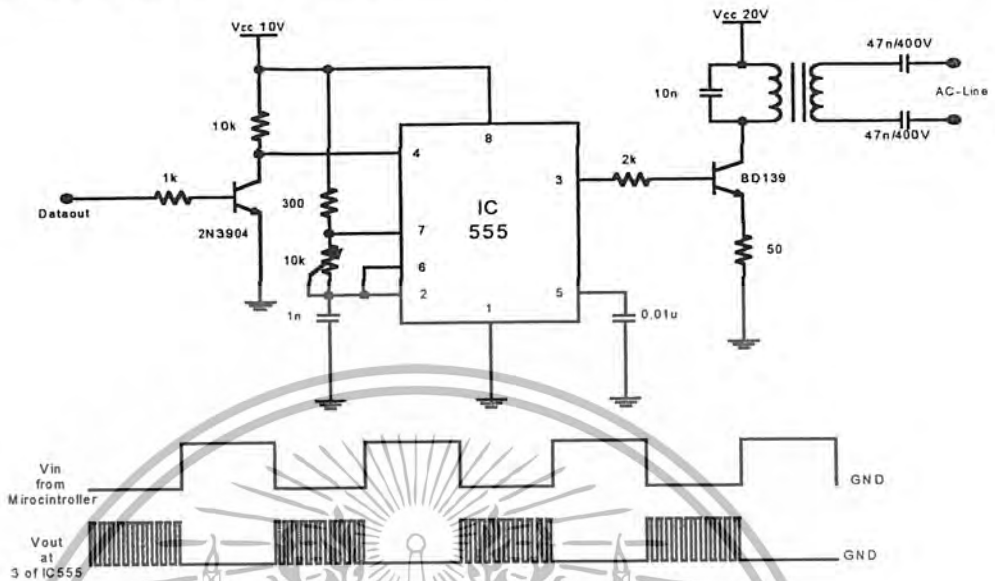 Vcc 10V
Vcc 20V
47n/400V
10n
AC-Line
47n/400V
10k
4
8
1k
3
2k
BD139
Dataout
300
IC
555
2N3904
7
50
10k
6
2
5
1n
1
0.01u
Vin
from
Mirocintroller
GND
Vout
at
3 of IC555
GND